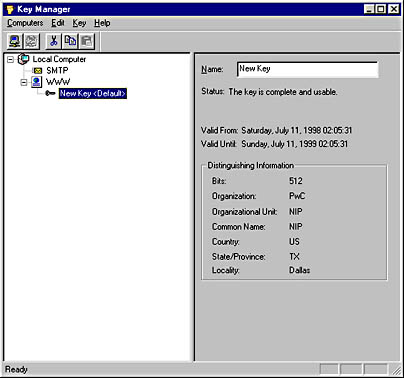 Key Manager
Computers Edit Key Help
Local Computer
SMTP
WWW
New Key <Default>
Name: New Key
Status: The key is complete and usable.
Valid From: Saturday, July 11, 1998 02:05:31
Valid Until: Sunday, July 11, 1999 02:05:31
Distinguishing Information
Bits: 512
Organization: PwC
Organizational Unit: NIP
Common Name: NIP
Country: US
State/Province: TX
Locality: Dallas
Ready